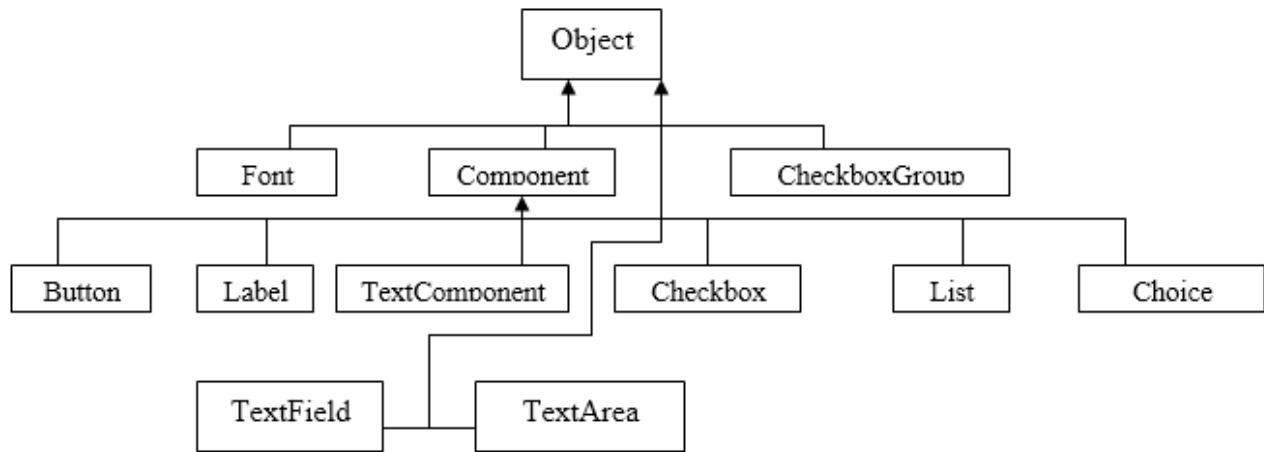 Object
Font
Component
CheckboxGroup
Button
Label
TextComponent
Checkbox
List
Choice
TextField
TextArea